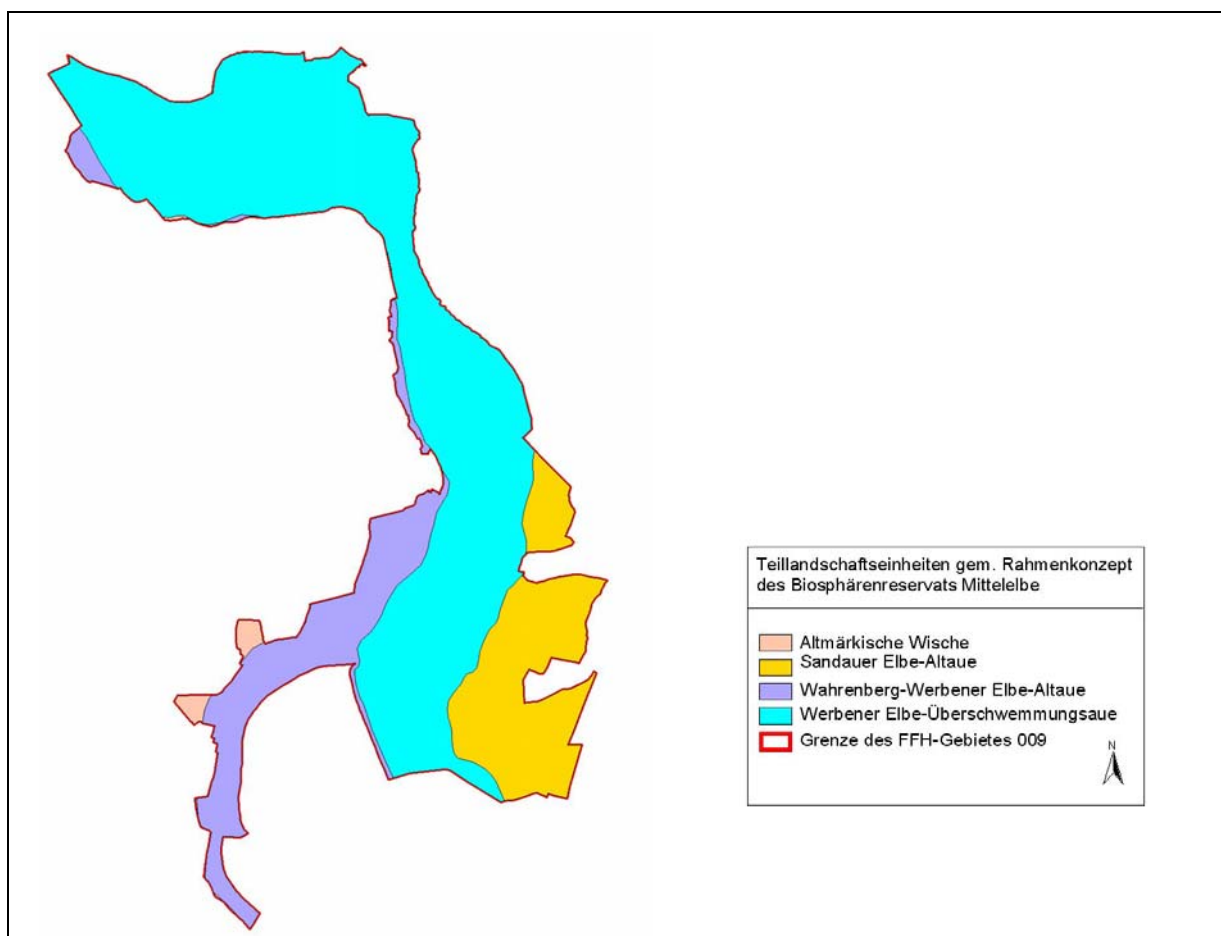 Teillandschaftseinheiten gem. Rahmenkonzept
des Biosphärenreservats Mittelelbe
Altmärkische Wische
Sandauer Elbe-Altaue
Wahrenberg-Werbener Elbe-Altaue
Werbener Elbe-Überschwemmungsaue
Grenze des FFH-Gebietes 009
N